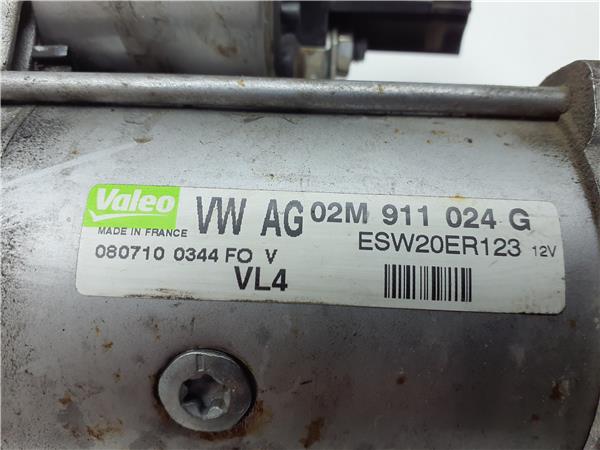 Valeo
MADE IN FRANCE
VW AG 02M 911 024 G
080710 0344 FO V
ESW20ER123 12V
VL4